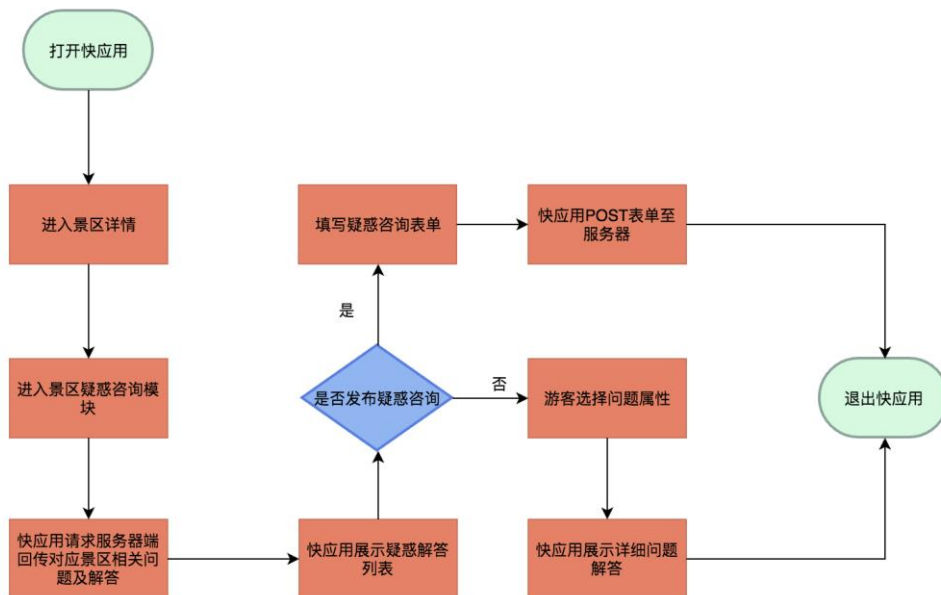 打开快应用
进入景区详情
填写疑惑咨询表单
快应用POST表单至
服务器
是
进入景区疑惑咨询模
块
是否发布疑惑咨询
否
游客选择问题属性
退出快应用
快应用请求服务器端
回传对应景区相关问
题及解答
快应用展示疑惑解答
列表
快应用展示详细问题
解答